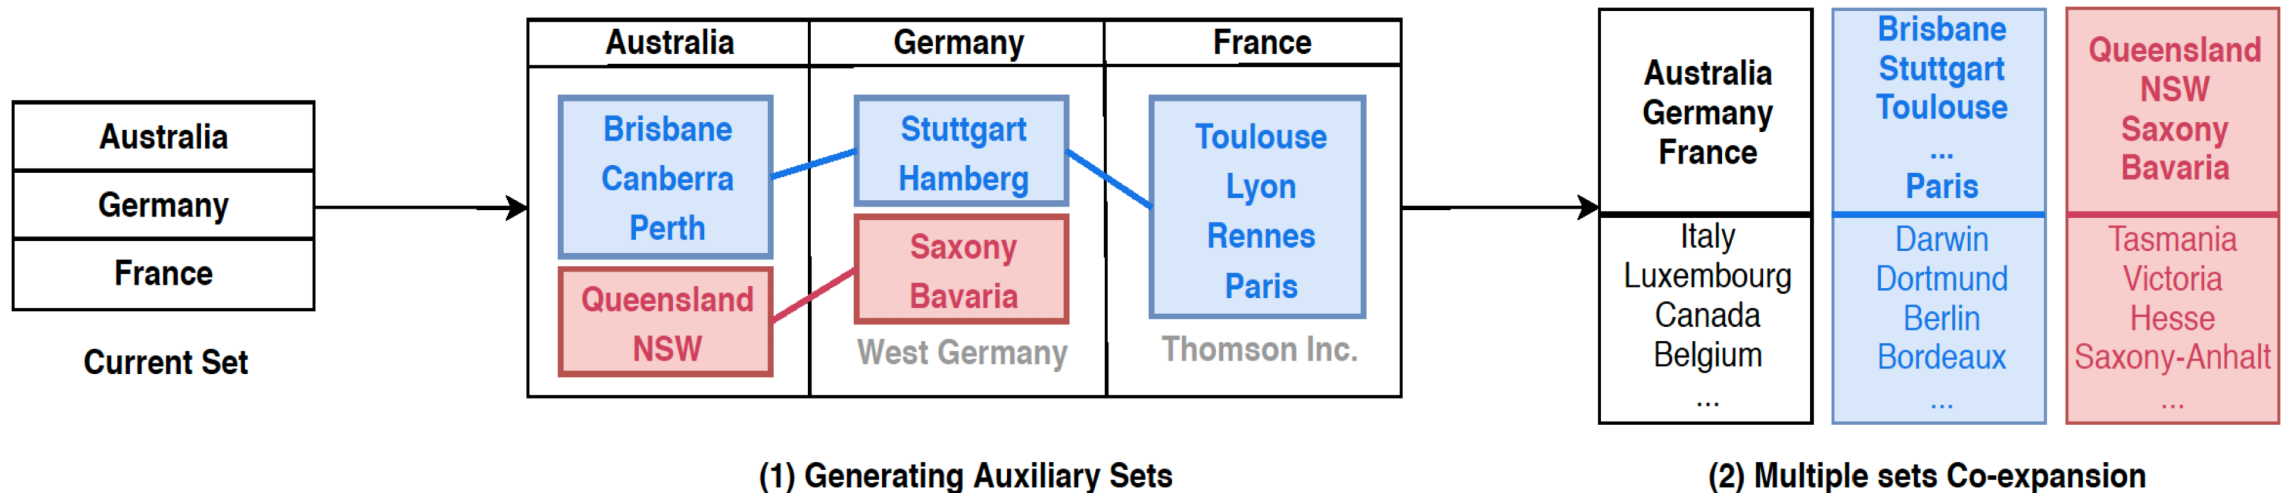 Australia
Germany
France
Current Set
Australia
Germany
France
Brisbane
Canberra
Perth
Queensland
NSW
Stuttgart
Hamberg
Saxony
Bavaria
West Germany
Toulouse
Lyon
Rennes
Paris
Thomson Inc.
(1) Generating Auxiliary Sets
Australia
Germany
France
Italy
Luxembourg
Canada
Belgium
...
Brisbane
Stuttgart
Toulouse
...
Paris
Darwin
Dortmund
Berlin
Bordeaux
...
Queensland
NSW
Saxony
Bavaria
Tasmania
Victoria
Hesse
Saxony-Anhalt
...
(2) Multiple sets Co-expansion